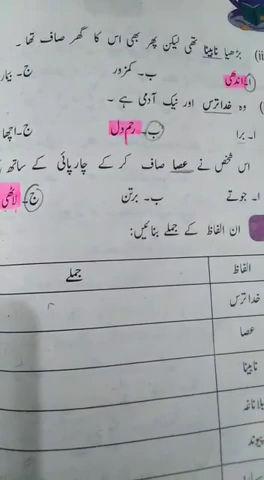 (ii) بڑھیا نابینا تھی لیکن پھر بھی اس کا گھر صاف تھا ۔
ا۔ اندھی ب۔ کمزور ج۔ بیمار
وہ خدا ترس اور نیک آدمی ہے ۔
ا۔ برا ب۔ رحم دل ج۔ اچھا
اس شخص نے عصا صاف کر کے چارپائی کے ساتھ
ا۔ جوتے ب۔ برتن ج۔ لاٹھی
ان الفاظ کے جملے بنائیں:
الفاظ جملے
خدا ترس
عصا
نابینا
بلاناغہ
پیوند